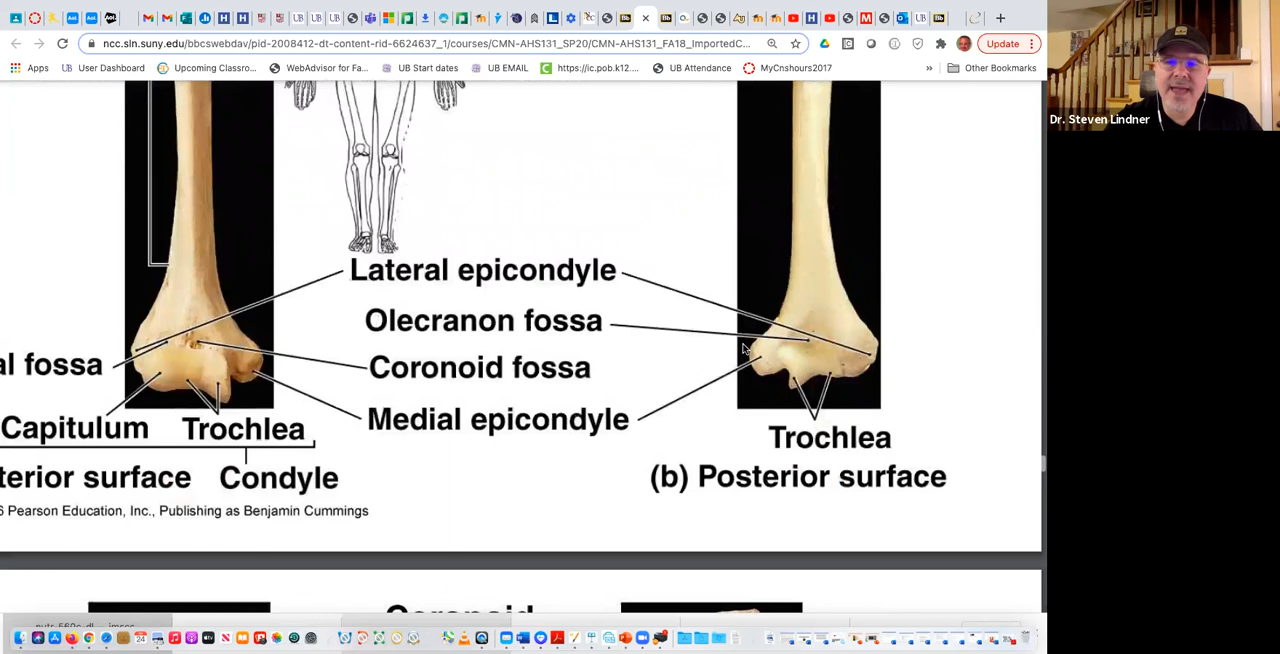 ncc.sln.suny.edu/bbcswebdav/pid-2008412-dt-content-rid-6624637_1/courses/CMN-AHS131_SP20/CMN-AHS131_FA18_ImportedC...
Update
Apps User Dashboard Upcoming Classro... WebAdvisor for Fa... UB Start dates UB EMAIL https://ic.pob.k12.... UB Attendance MyCnshours2017 » Other Bookmarks
Dr. Steven Lindner
Lateral epicondyle
Olecranon fossa
al fossa
Coronoid fossa
Medial epicondyle
Capitulum Trochlea
Trochlea
terior surface Condyle
(b) Posterior surface
6 Pearson Education, Inc., Publishing as Benjamin Cummings